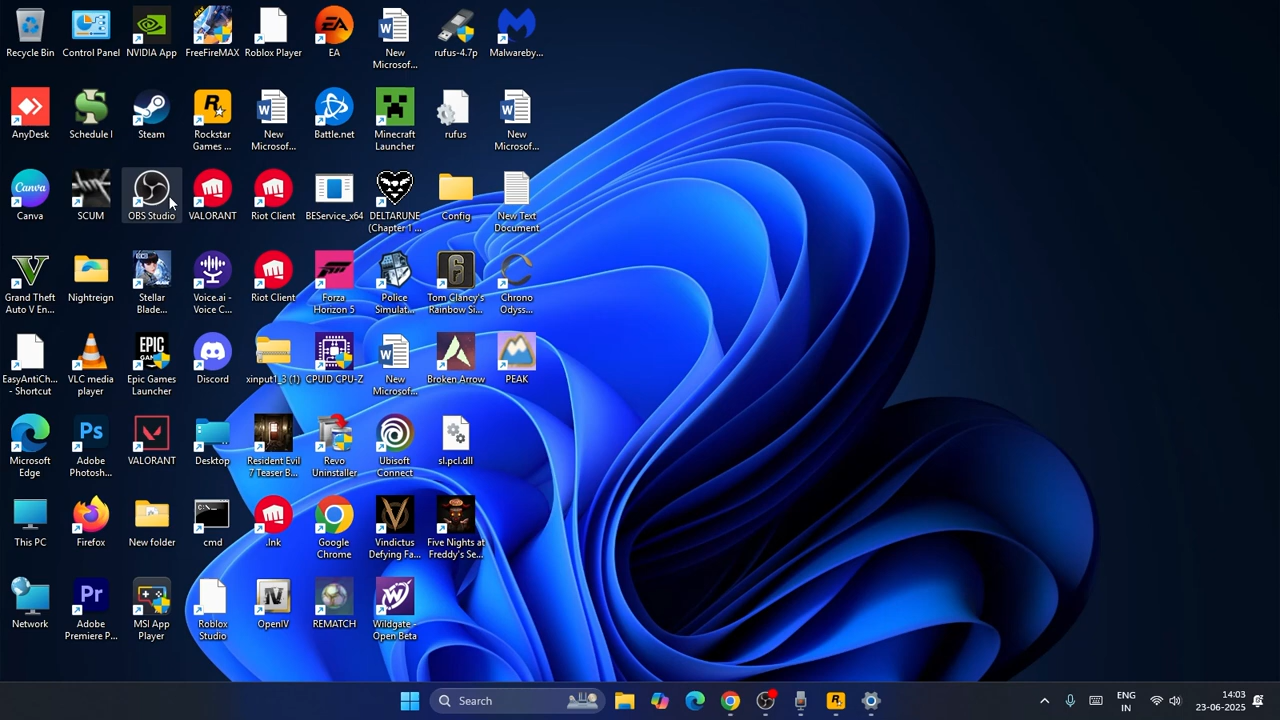 Recycle Bin
Control Panel
NVIDIA App
FreeFireMAX
Roblox Player
EA
New
Microsof...
rufus-4.7p
Malwareby...
AnyDesk
Schedule I
Steam
Rockstar
Games ...
New
Microsof...
Battle.net
Minecraft
Launcher
rufus
New
Microsof...
Canva
SCUM
OBS Studio
VALORANT
Riot Client
BEService_x64
DELTARUNE
(Chapter 1 ...
Config
New Text
Document
Grand Theft
Auto V En...
Nightreign
Stellar
Blade...
Voice.ai -
Voice C...
Riot Client
Forza
Horizon 5
Police
Simulat...
Tom Clancy's
Rainbow Si...
Chrono
Odyss...
EasyAntiCh...
- Shortcut
VLC media
player
Epic Games
Launcher
Discord
xinput1_3 (1)
CPUID CPU-Z
New
Microsof...
Broken Arrow
PEAK
Microsoft
Edge
Adobe
Photosh...
VALORANT
Desktop
Resident Evil
7 Teaser B...
Revo
Uninstaller
Ubisoft
Connect
sl.pcl.dll
This PC
Firefox
New folder
cmd
.lnk
Google
Chrome
Vindictus
Defying Fa...
Five Nights at
Freddy's Se...
Network
Adobe
Premiere P...
MSI App
Player
Roblox
Studio
OpenIV
REMATCH
Wildgate -
Open Beta
Search
ENG
IN
14:03
23-06-2025